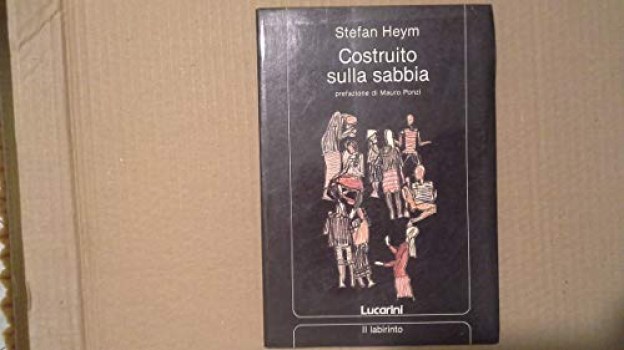 Stefan Heym
Costruito
sulla sabbia
prefazione di Mauro Ponzi
Lucarini
Il labirinto